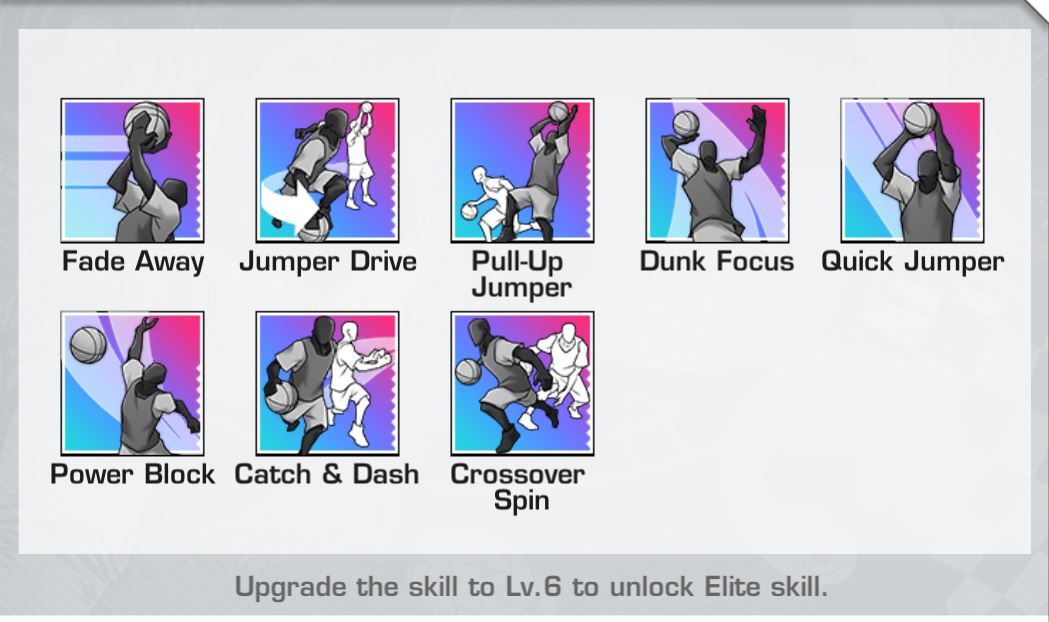 Fade Away
Jumper Drive
Pull-Up
Jumper
Dunk Focus
Quick Jumper
Power Block
Catch & Dash
Crossover
Spin
Upgrade the skill to Lv.6 to unlock Elite skill.